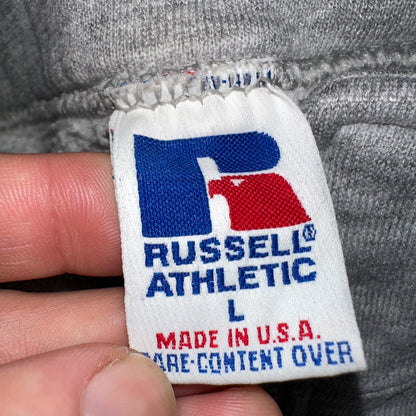 RUSSELL®
ATHLETIC
L
MADE IN U.S.A.
CARE-CONTENT OVER